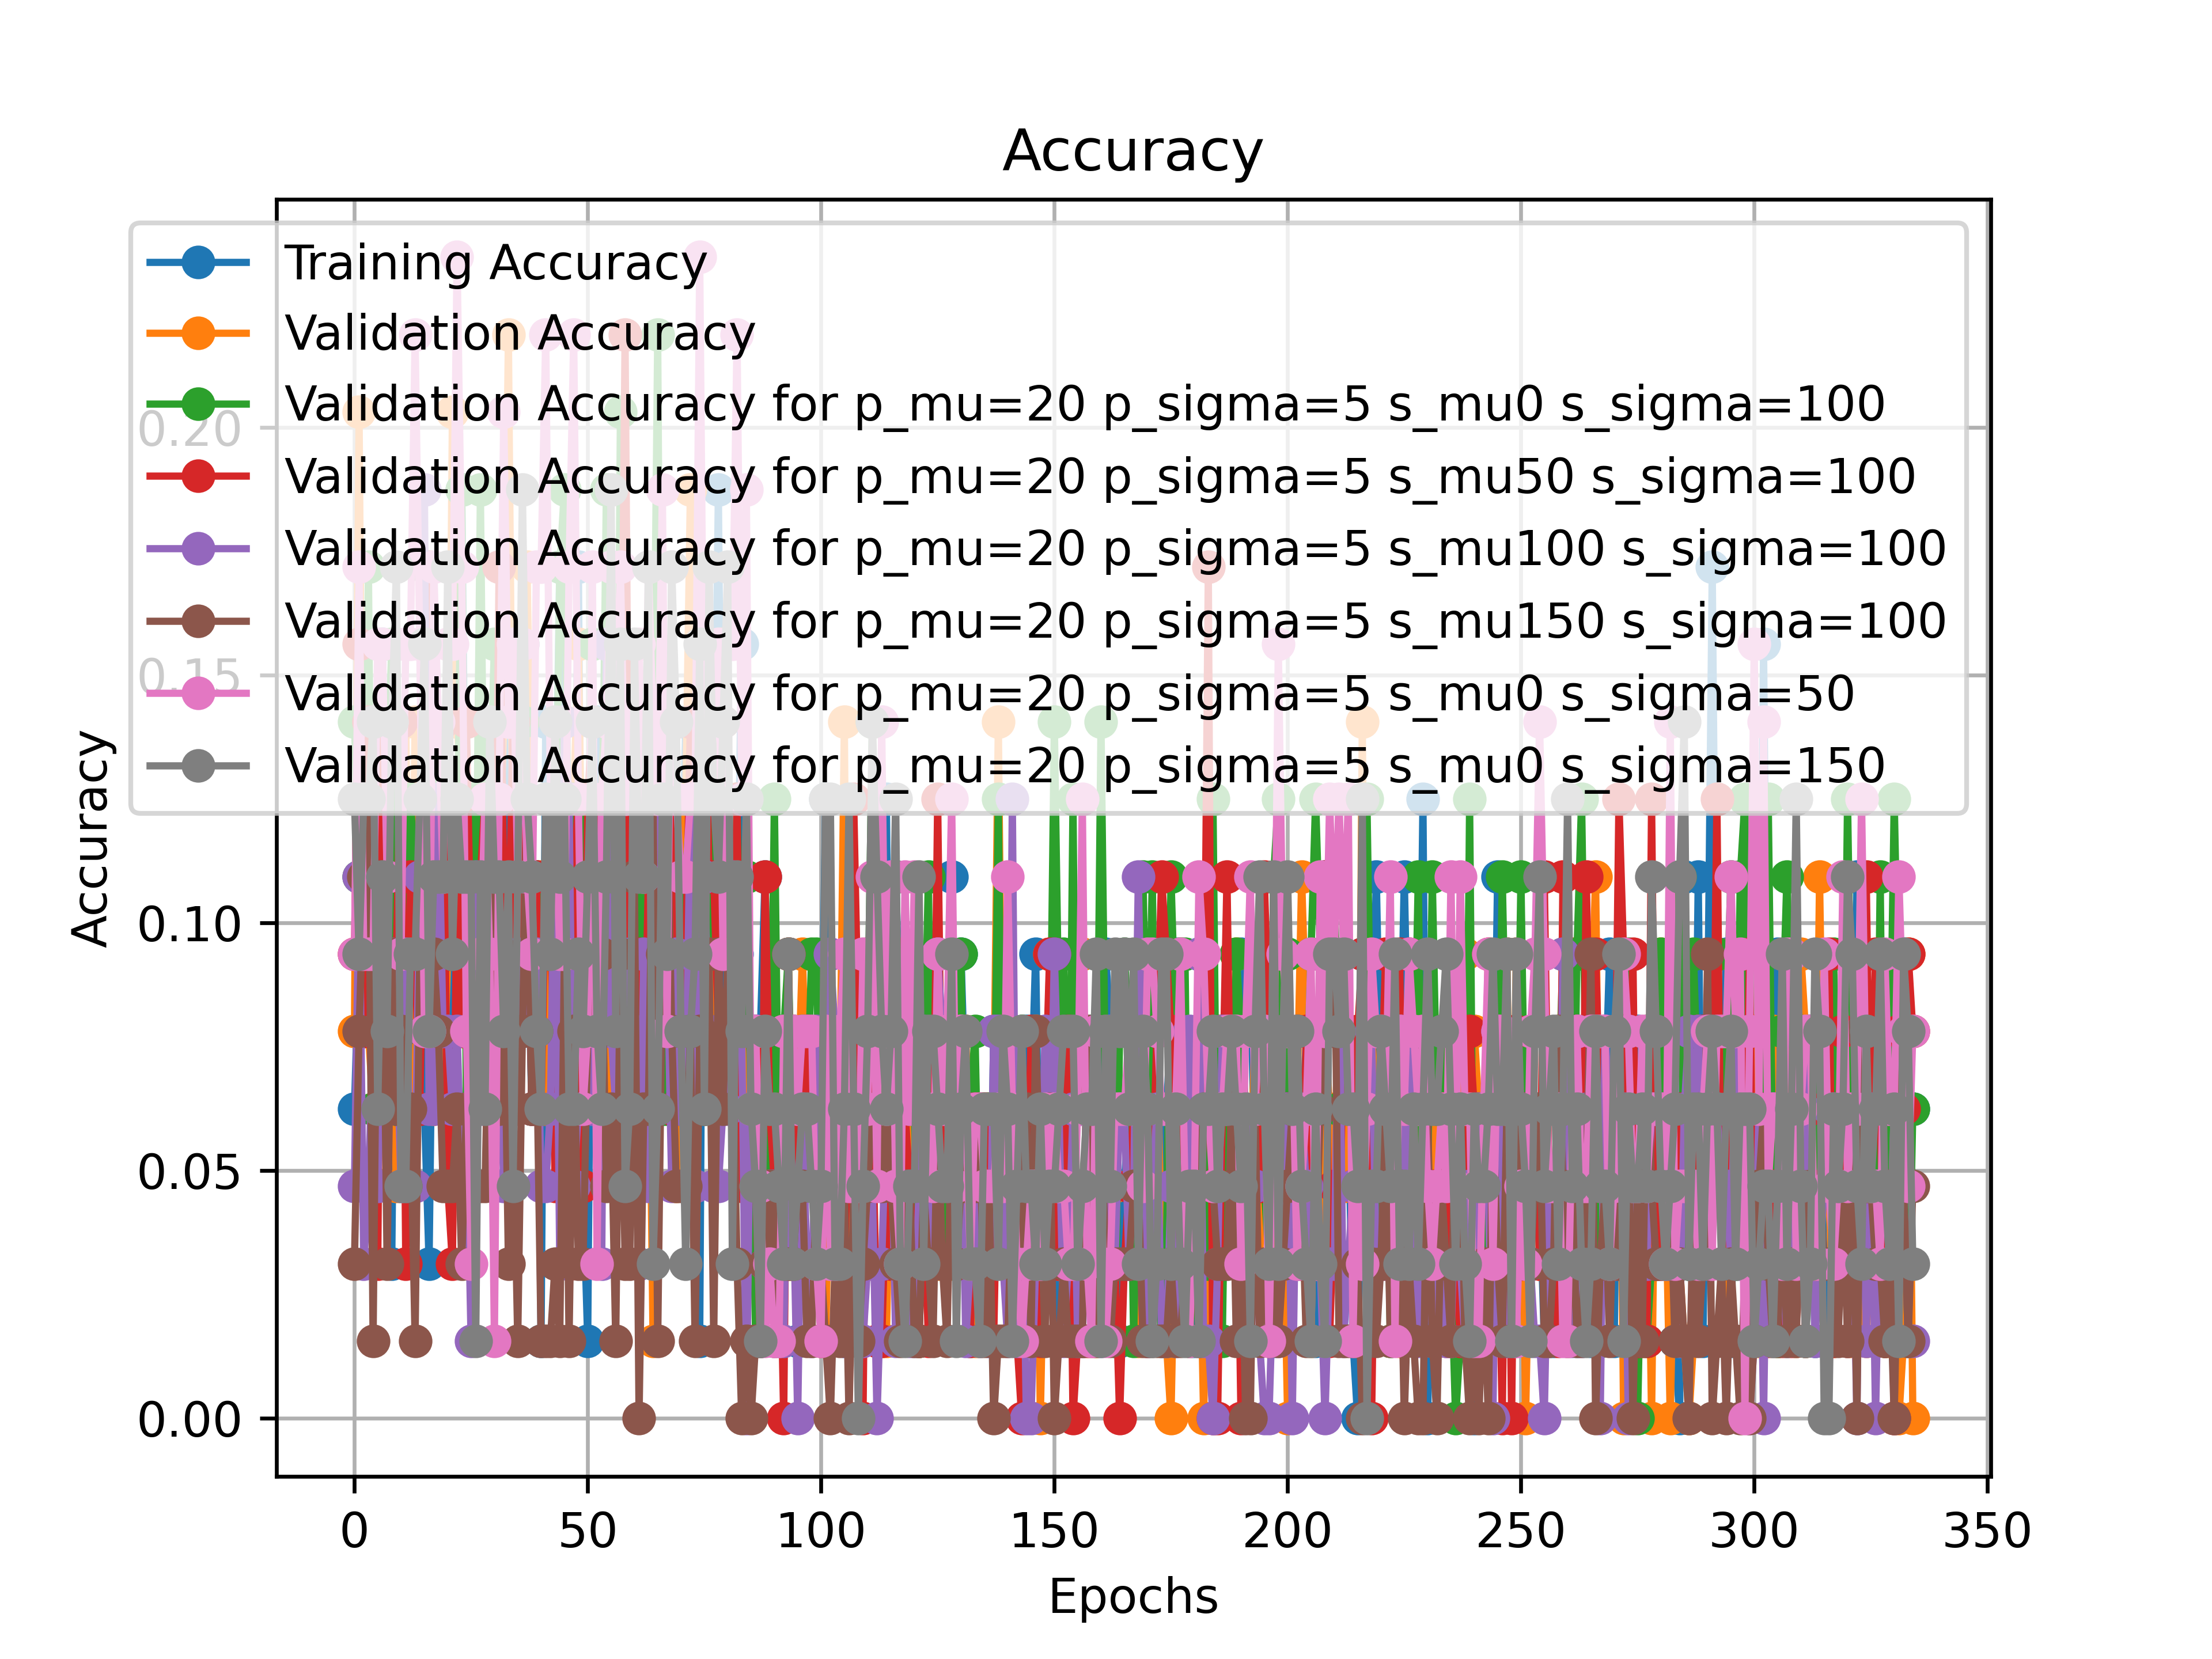 Accuracy
Training Accuracy
Validation Accuracy
Validation Accuracy for p_mu=20 p_sigma=5 s_mu0 s_sigma=100
Validation Accuracy for p_mu=20 p_sigma=5 s_mu50 s_sigma=100
Validation Accuracy for p_mu=20 p_sigma=5 s_mu100 s_sigma=100
Validation Accuracy for p_mu=20 p_sigma=5 s_mu150 s_sigma=100
Validation Accuracy for p_mu=20 p_sigma=5 s_mu0 s_sigma=50
Validation Accuracy for p_mu=20 p_sigma=5 s_mu0 s_sigma=150
Accuracy
0.20
0.15
0.10
0.05
0.00
0 50 100 150 200 250 300 350
Epochs